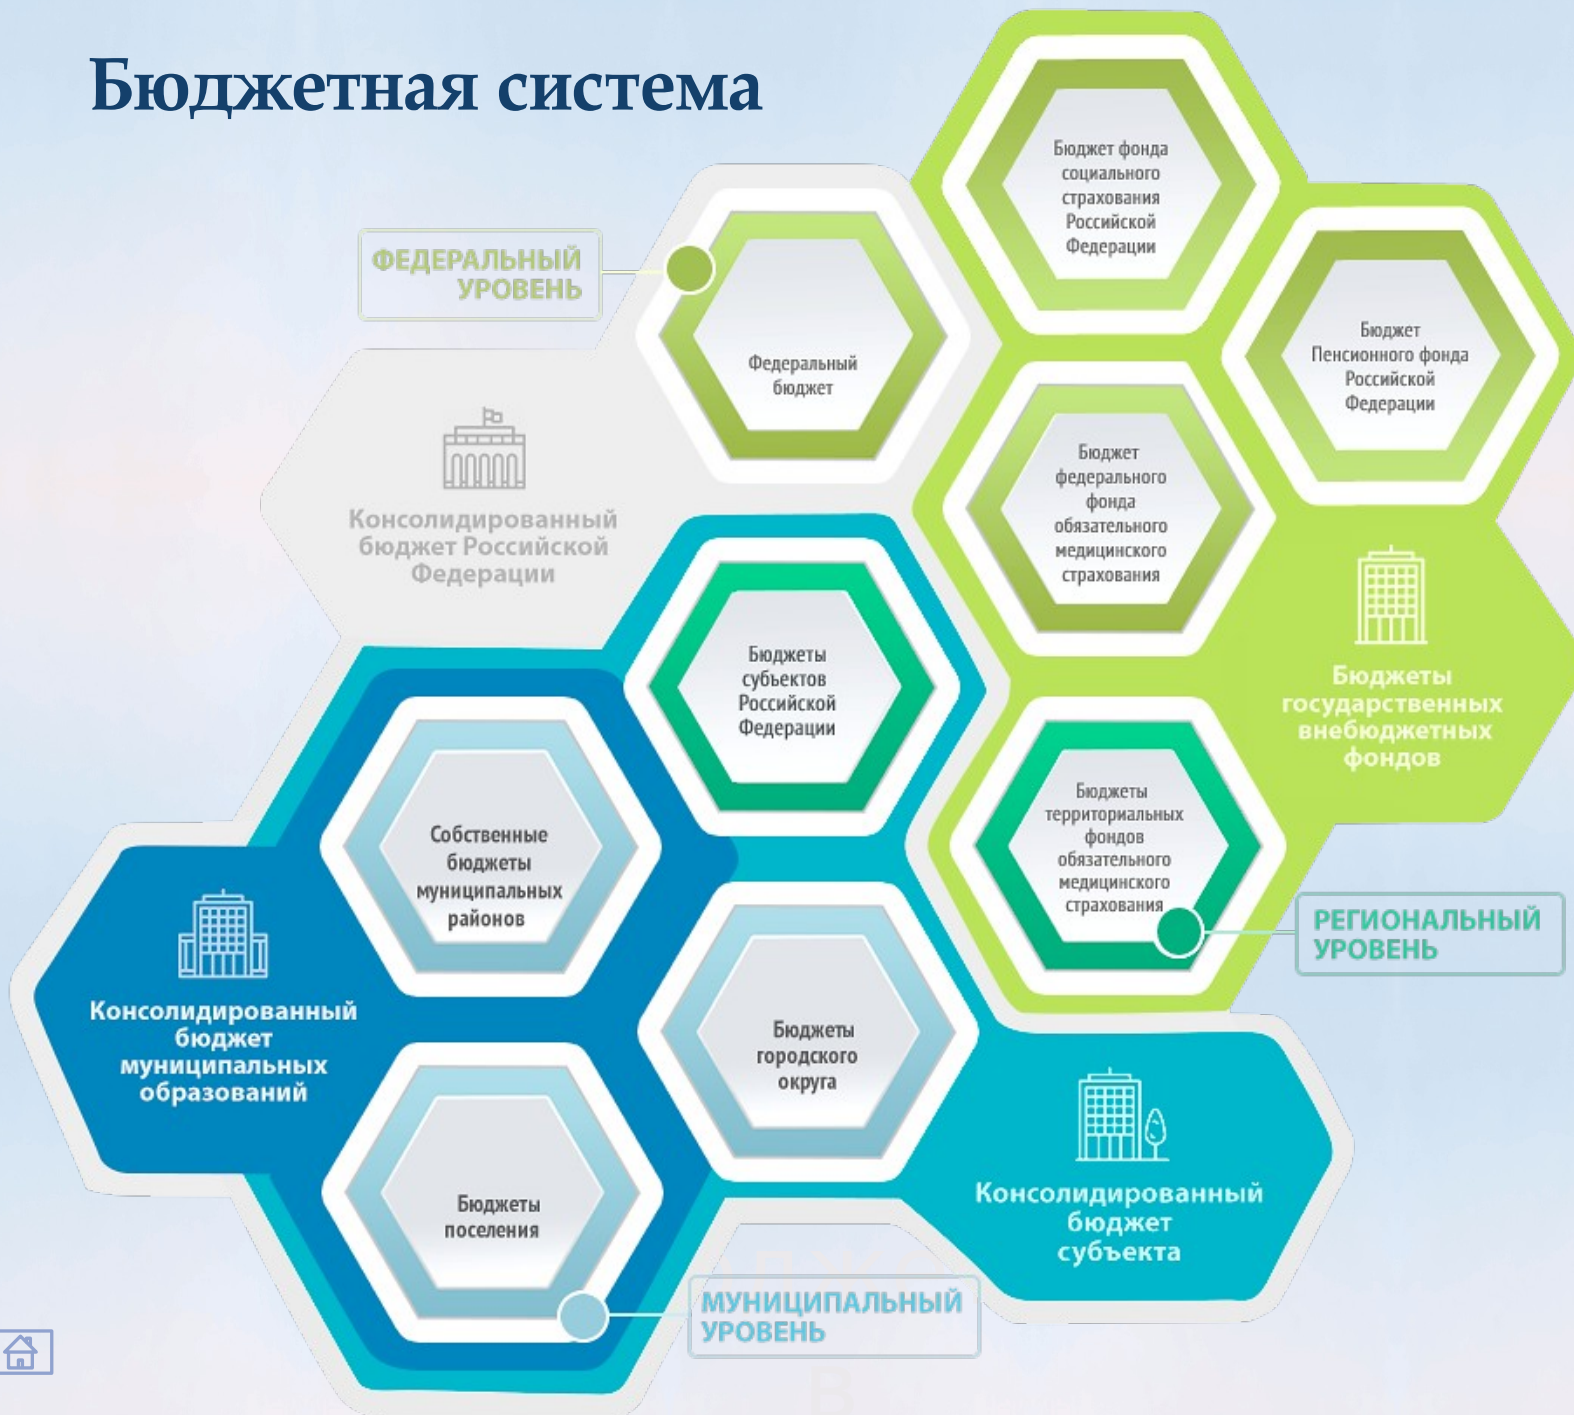 Бюджетная система
Бюджет фонда
социального
страхования
Российской
Федерации
ФЕДЕРАЛЬНЫЙ
УРОВЕНЬ
Федеральный
бюджет
Бюджет
Пенсионного фонда
Российской
Федерации
Консолидированный
бюджет Российской
Федерации
Бюджет
федерального
фонда
обязательного
медицинского
страхования
Бюджеты
субъектов
Российской
Федерации
Бюджеты
государственных
внебюджетных
фондов
Собственные
бюджеты
муниципальных
районов
Бюджеты
территориальных
фондов
обязательного
медицинского
страхования
РЕГИОНАЛЬНЫЙ
УРОВЕНЬ
Консолидированный
бюджет
муниципальных
образований
Бюджеты
городского
округа
Консолидированный
бюджет
субъекта
Бюджеты
поселения
МУНИЦИПАЛЬНЫЙ
УРОВЕНЬ